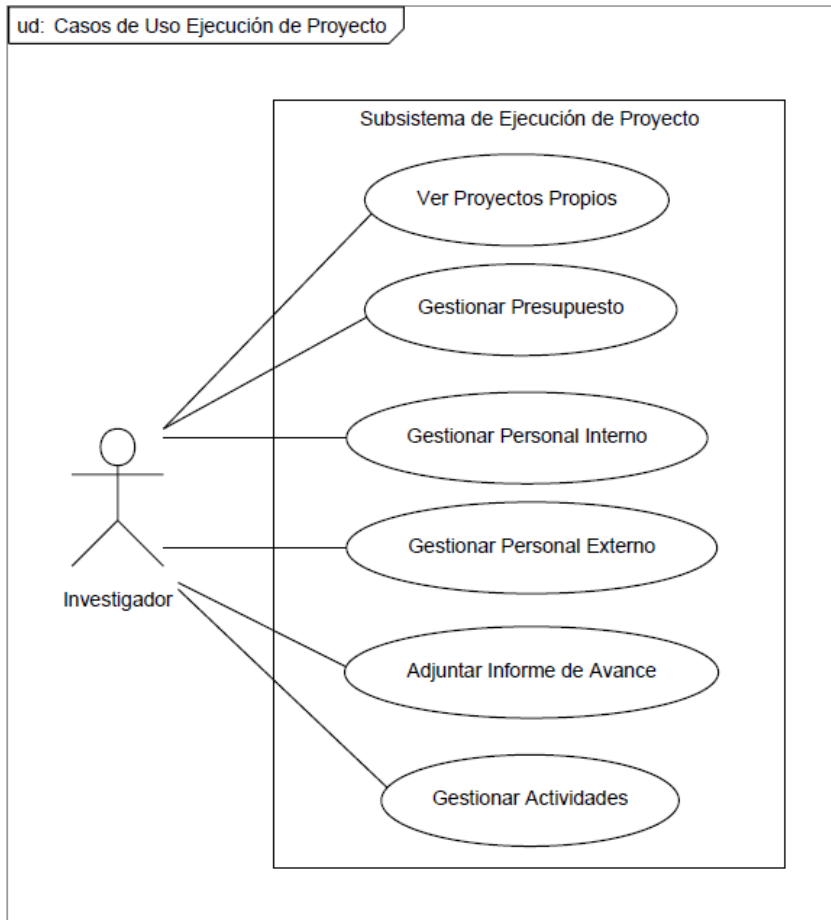 ud: Casos de Uso Ejecución de Proyecto
Subsistema de Ejecución de Proyecto
Ver Proyectos Propios
Gestionar Presupuesto
Gestionar Personal Interno
Gestionar Personal Externo
Investigador
Adjuntar Informe de Avance
Gestionar Actividades